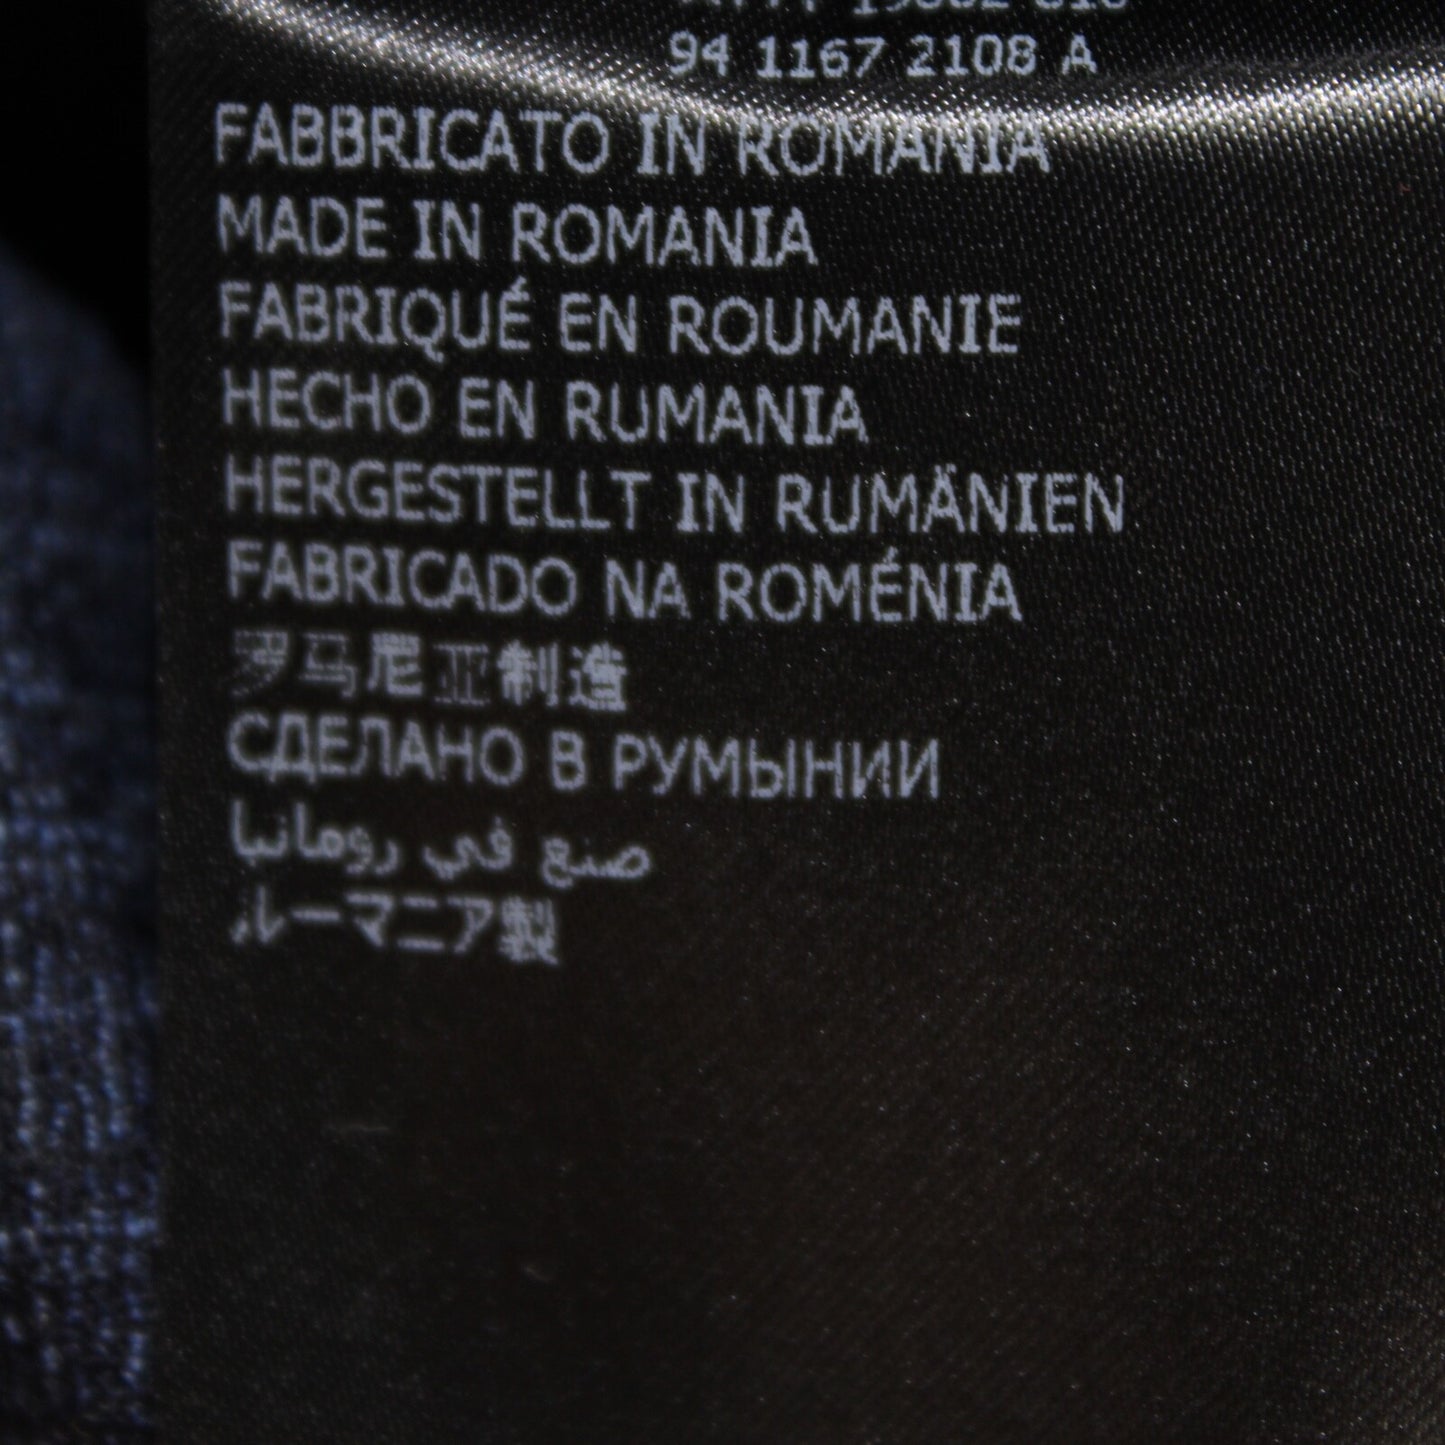 94 1167 2108 A
FABBRICATO IN ROMANIA
MADE IN ROMANIA
FABRIQUÉ EN ROUMANIE
HECHO EN RUMANIA
HERGESTELLT IN RUMÄNIEN
FABRICADO NA ROMÉNIA
罗马尼亚制造
СДЕЛАНО В РУМЫНИИ
صنع في رومانيا
ルーマニア製